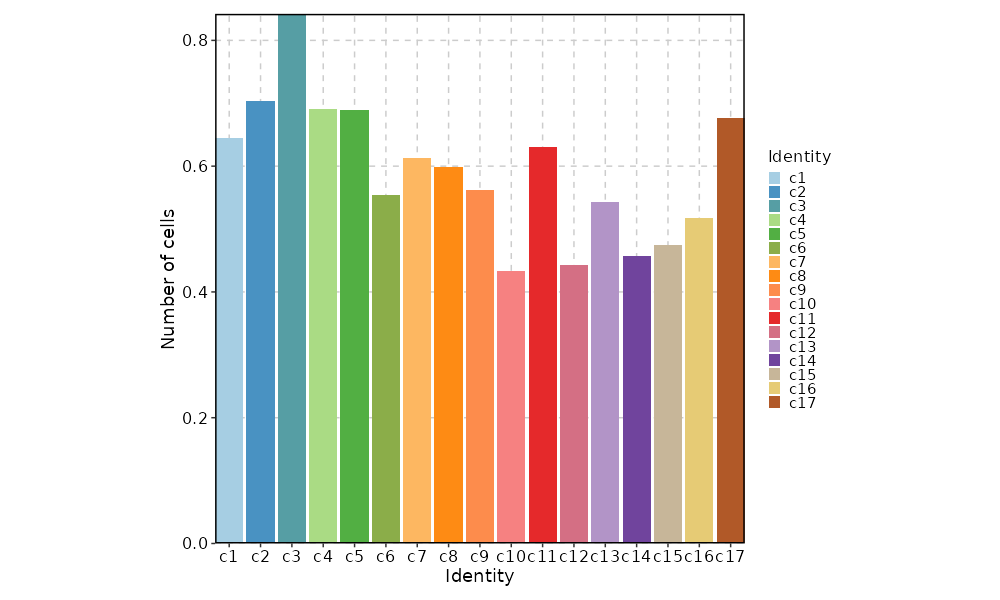 0.8
0.6
0.4
0.2
0.0
Number of cells
c1 c2 c3 c4 c5 c6 c7 c8 c9 c10 c11 c12 c13 c14 c15 c16 c17
Identity
Identity
c1
c2
c3
c4
c5
c6
c7
c8
c9
c10
c11
c12
c13
c14
c15
c16
c17